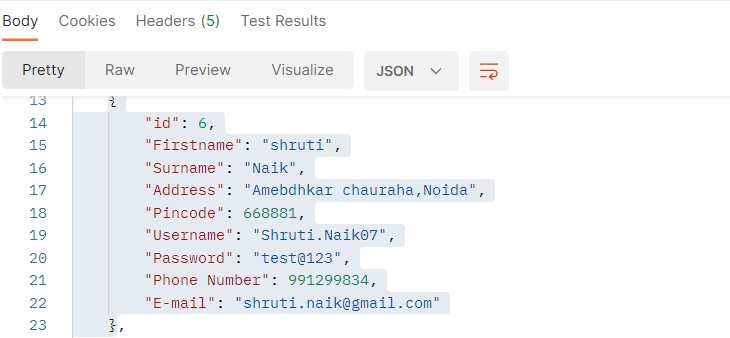 Body Cookies Headers (5) Test Results
Pretty Raw Preview Visualize JSON
13 {
14 "id": 6,
15 "Firstname": "shruti",
16 "Surname": "Naik",
17 "Address": "Amebdhkar chauraha,Noida",
18 "Pincode": 668881,
19 "Username": "Shruti.Naik07",
20 "Password": "test@123",
21 "Phone Number": 991299834,
22 "E-mail": "shruti.naik@gmail.com"
23 },